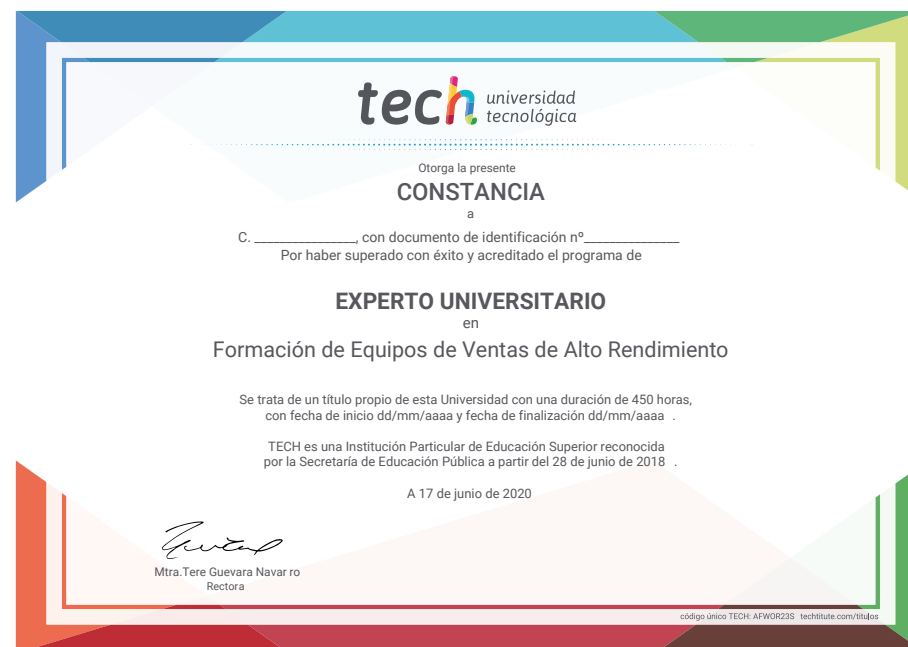 tech universidad
tecnológica
Otorga la presente
CONSTANCIA
a
C. _______________, con documento de identificación nº______________
Por haber superado con éxito y acreditado el programa de
EXPERTO UNIVERSITARIO
en
Formación de Equipos de Ventas de Alto Rendimiento
Se trata de un título propio de esta Universidad con una duración de 450 horas,
con fecha de inicio dd/mm/aaaa y fecha de finalización dd/mm/aaaa .
TECH es una Institución Particular de Educación Superior reconocida
por la Secretaría de Educación Pública a partir del 28 de junio de 2018 .
A 17 de junio de 2020
Mtra.Tere Guevara Navar ro
Rectora
código único TECH: AFWOR23S techtitute.com/titulos